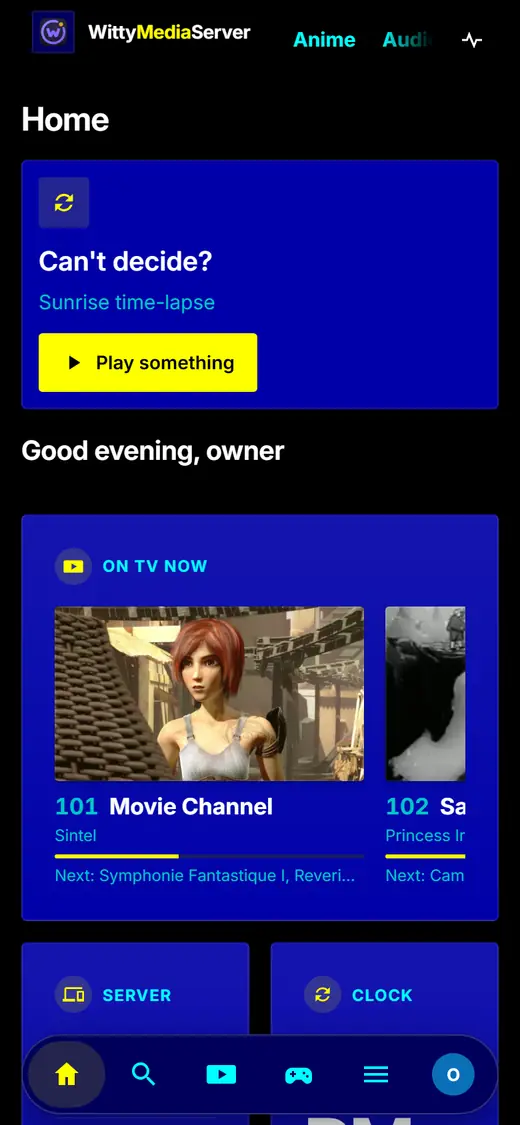 WittyMediaServer
Anime
Home
Can't decide?
Sunrise time-lapse
Play something
Good evening, owner
ON TV NOW
101 Movie Channel
Sintel
Next: Symphonie Fantastique I, Reveri...
102
Princess
Next:
SERVER
CLOCK
O